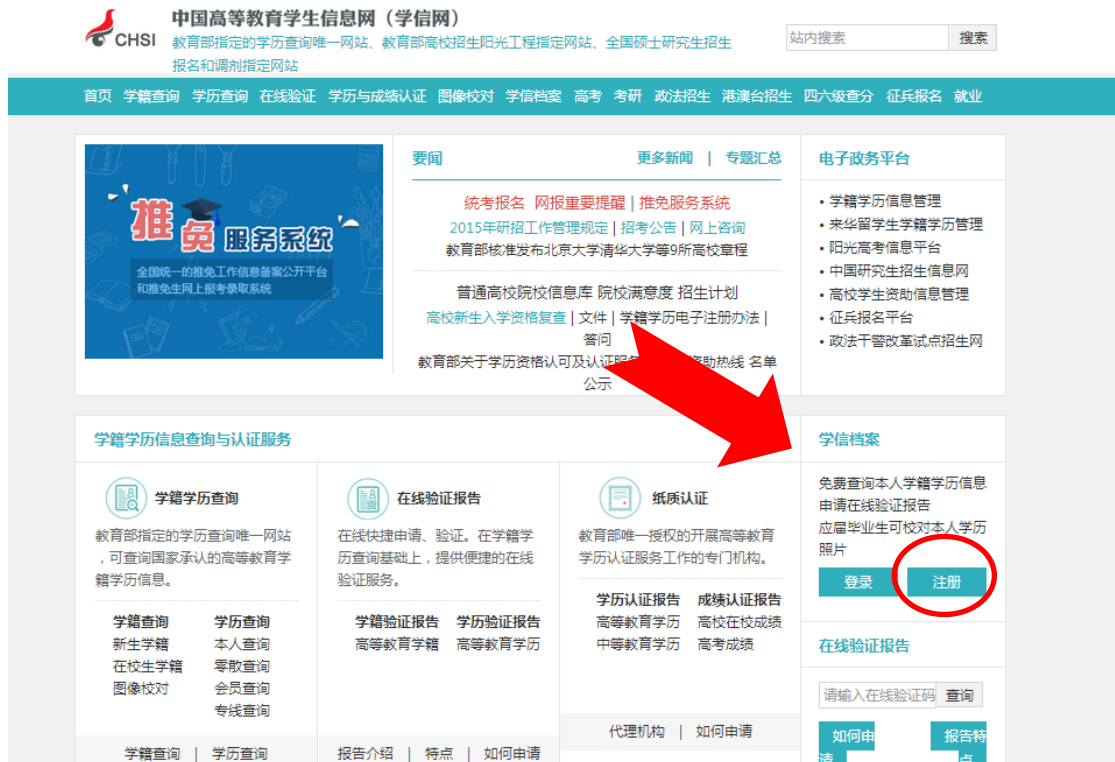 中国高等教育学生信息网（学信网）
CHSI
教育部指定的学历查询唯一网站、教育部高校招生阳光工程指定网站、全国硕士研究生招生
报名和调剂指定网站
站内搜索 搜索
首页 学籍查询 学历查询 在线验证 学历与成绩认证 图像校对 学信档案 高考 考研 政法招生 港澳台招生 四六级查分 征兵报名 就业
推免服务系统
全国统一的推免工作信息备案公开平台
和推免生网上报考录取系统
要闻 更多新闻 | 专题汇总
统考报名 网报重要提醒 | 推免服务系统
2015年研招工作管理规定 | 招考公告 | 网上咨询
教育部核准发布北京大学清华大学等9所高校章程
普通高校院校信息库 院校满意度 招生计划
高校新生入学资格复查 | 文件 | 学籍学历电子注册办法 |
答问
教育部关于学历资格认可及认证服 助热线 名单
公示
电子政务平台
• 学籍学历信息管理
• 来华留学生学籍学历管理
• 阳光高考信息平台
• 中国研究生招生信息网
• 高校学生资助信息管理
• 征兵报名平台
• 政法干警改革试点招生网
学籍学历信息查询与认证服务
学籍学历查询
教育部指定的学历查询唯一网站
，可查询国家承认的高等教育学
籍学历信息。
学籍查询 学历查询
新生学籍 本人查询
在校生学籍 零散查询
图像校对 会员查询
专线查询
学籍查询 | 学历查询
在线验证报告
在线快捷申请、验证。在学籍学
历查询基础上，提供便捷的在线
验证服务。
学籍验证报告 学历验证报告
高等教育学籍 高等教育学历
报告介绍 | 特点 | 如何申请
纸质认证
教育部唯一授权的开展高等教育
学历认证服务工作的专门机构。
学历认证报告 成绩认证报告
高等教育学历 高校在校成绩
中等教育学历 高考成绩
代理机构 | 如何申请
学信档案
免费查询本人学籍学历信息
申请在线验证报告
应届毕业生可校对本人学历
照片
登录 注册
在线验证报告
请输入在线验证码 查询
如何申 报告特
请 点